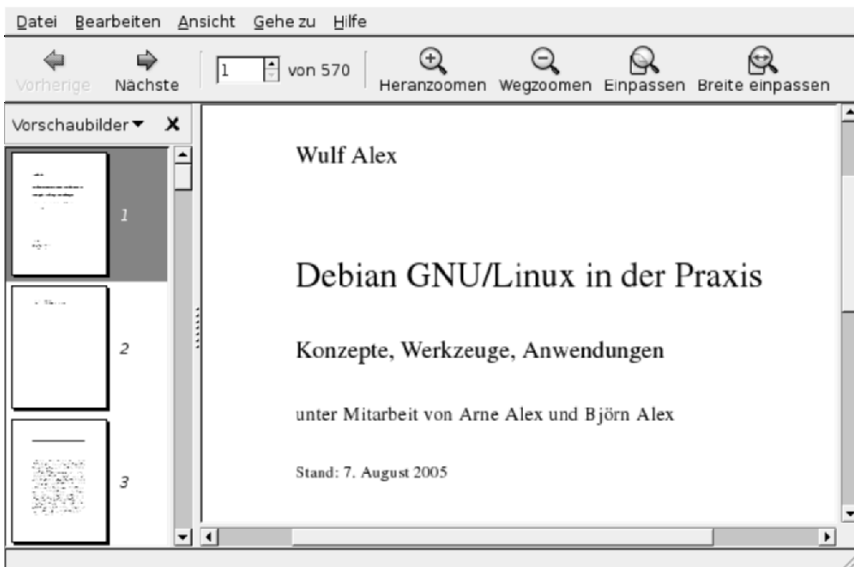 Datei Bearbeiten Ansicht Gehe zu Hilfe
1 von 570
Vorherige Nächste Heranzoomen Wegzoomen Einpassen Breite einpassen
Vorschaubilder
1
2
3
Wulf Alex
Debian GNU/Linux in der Praxis
Konzepte, Werkzeuge, Anwendungen
unter Mitarbeit von Arne Alex und Björn Alex
Stand: 7. August 2005